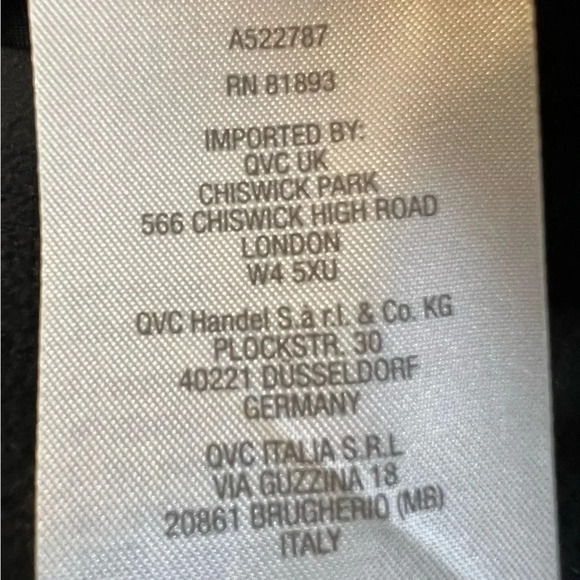 A522787
RN 81893
IMPORTED BY:
QVC UK
CHISWICK PARK
566 CHISWICK HIGH ROAD
LONDON
W4 5XU
QVC Handel S.à r.l. & Co. KG
PLOCKSTR. 30
40221 DUSSELDORF
GERMANY
QVC ITALIA S.R.L
VIA GUZZINA 18
20861 BRUGHERIO (MB)
ITALY